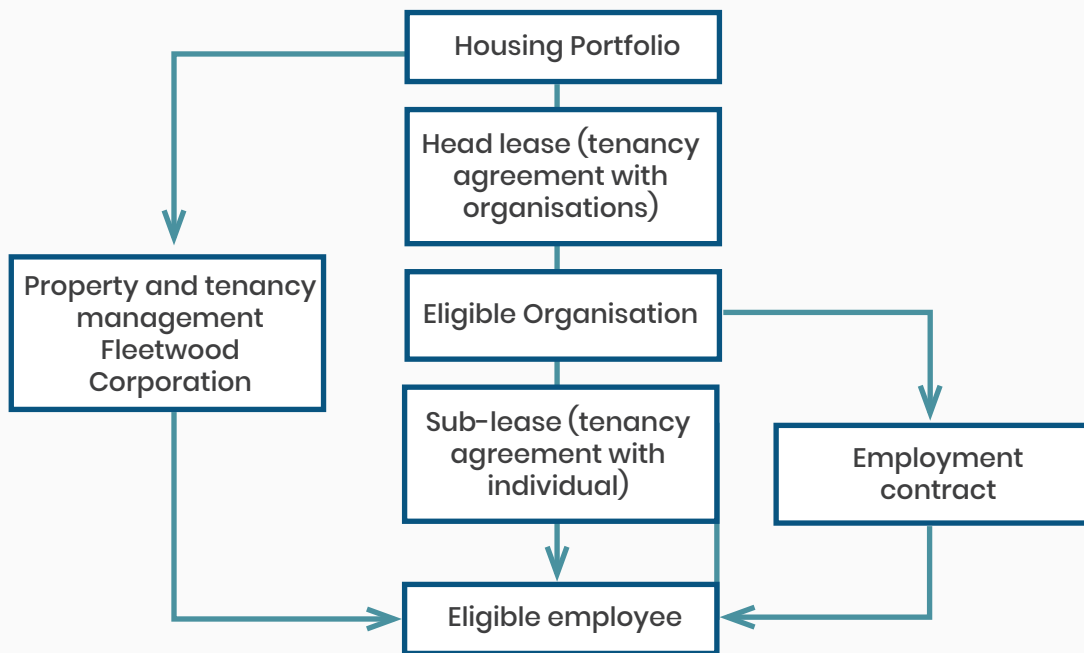 Housing Portfolio
Head lease (tenancy
agreement with
organisations)
Property and tenancy
management
Fleetwood
Corporation
Eligible Organisation
Sub-lease (tenancy
agreement with
individual)
Employment
contract
Eligible employee